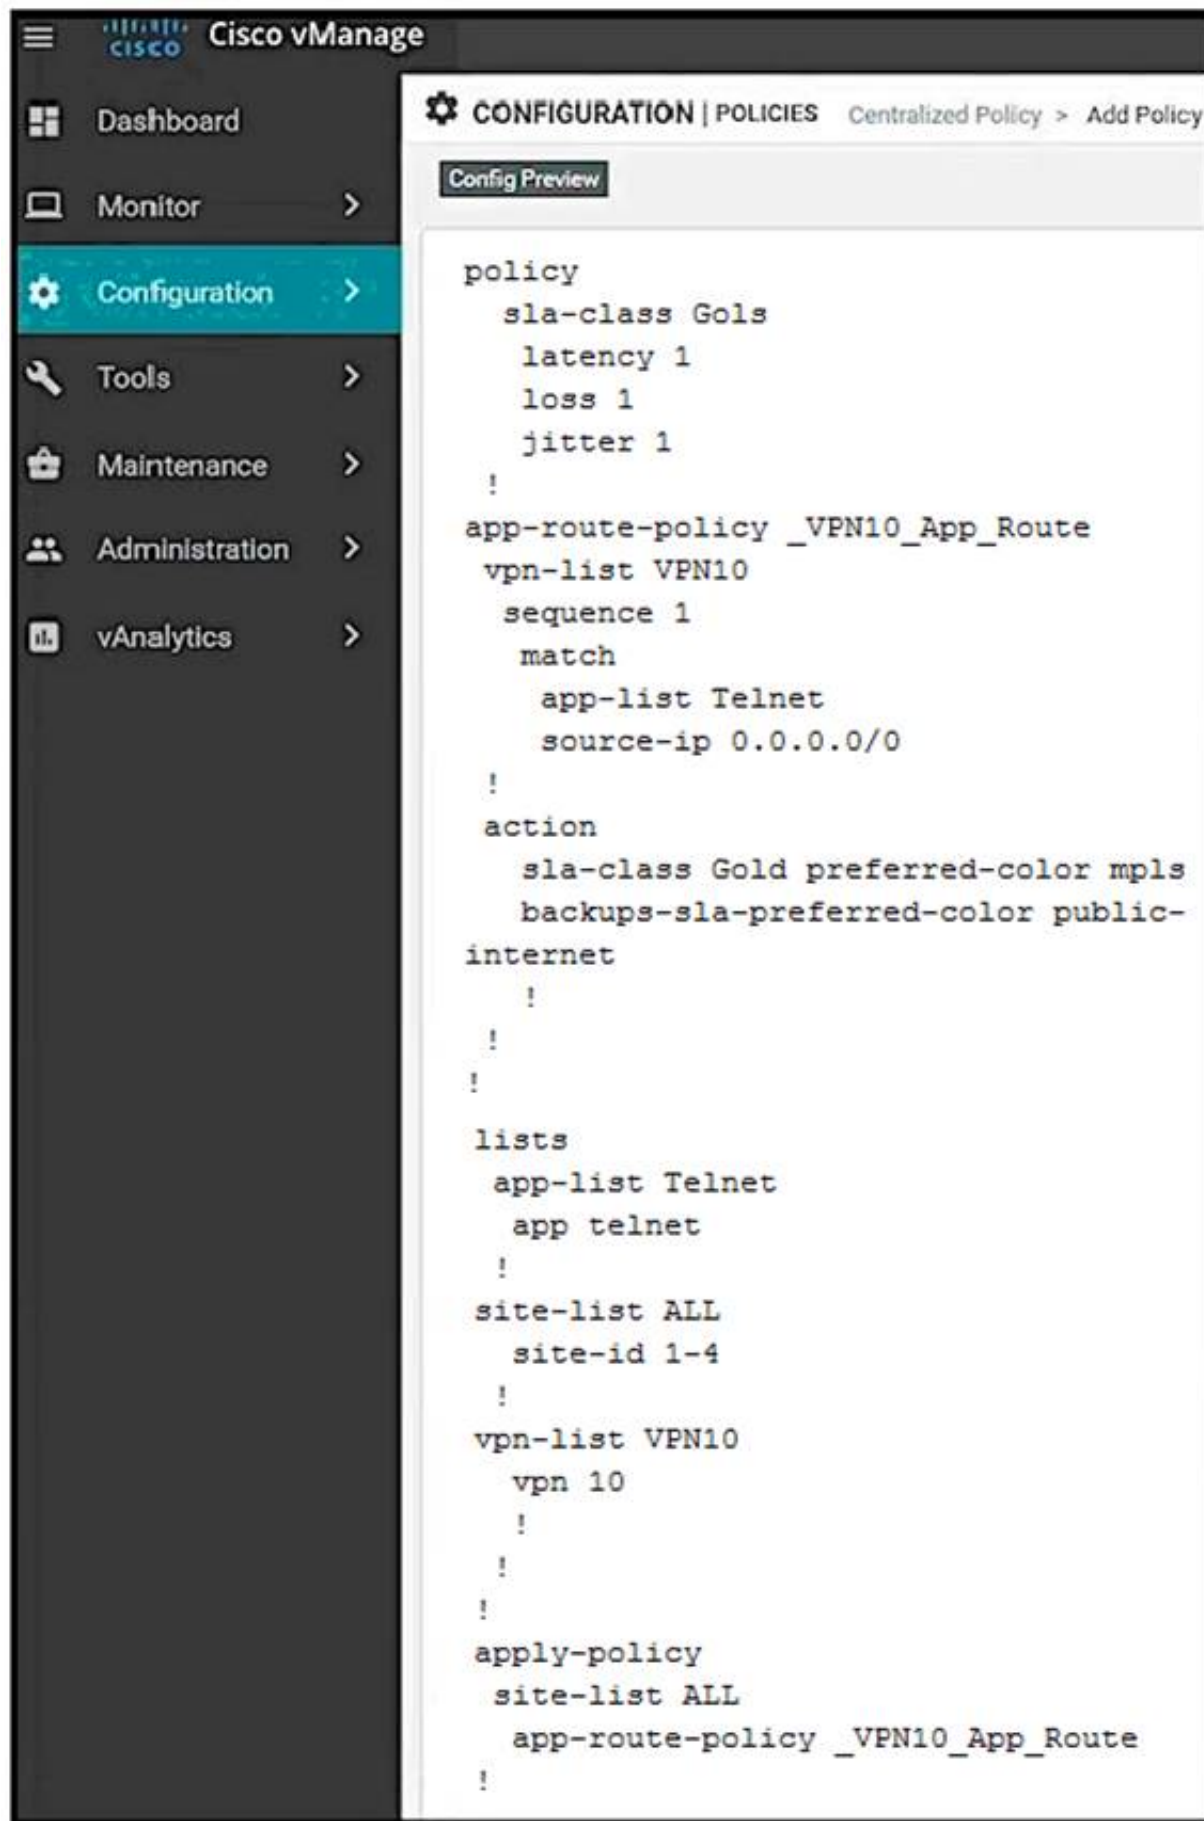 CISCO Cisco vManage
Dashboard
Monitor
Configuration
Tools
Maintenance
Administration
vAnalytics
CONFIGURATION | POLICIES Centralized Policy > Add Policy
Config Preview
policy
sla-class Gols
latency 1
loss 1
jitter 1
!
app-route-policy _VPN10_App_Route
vpn-list VPN10
sequence 1
match
app-list Telnet
source-ip 0.0.0.0/0
!
action
sla-class Gold preferred-color mpls
backups-sla-preferred-color public-
internet
!
!
!
lists
app-list Telnet
app telnet
!
site-list ALL
site-id 1-4
!
vpn-list VPN10
vpn 10
!
!
!
apply-policy
site-list ALL
app-route-policy _VPN10_App_Route
!